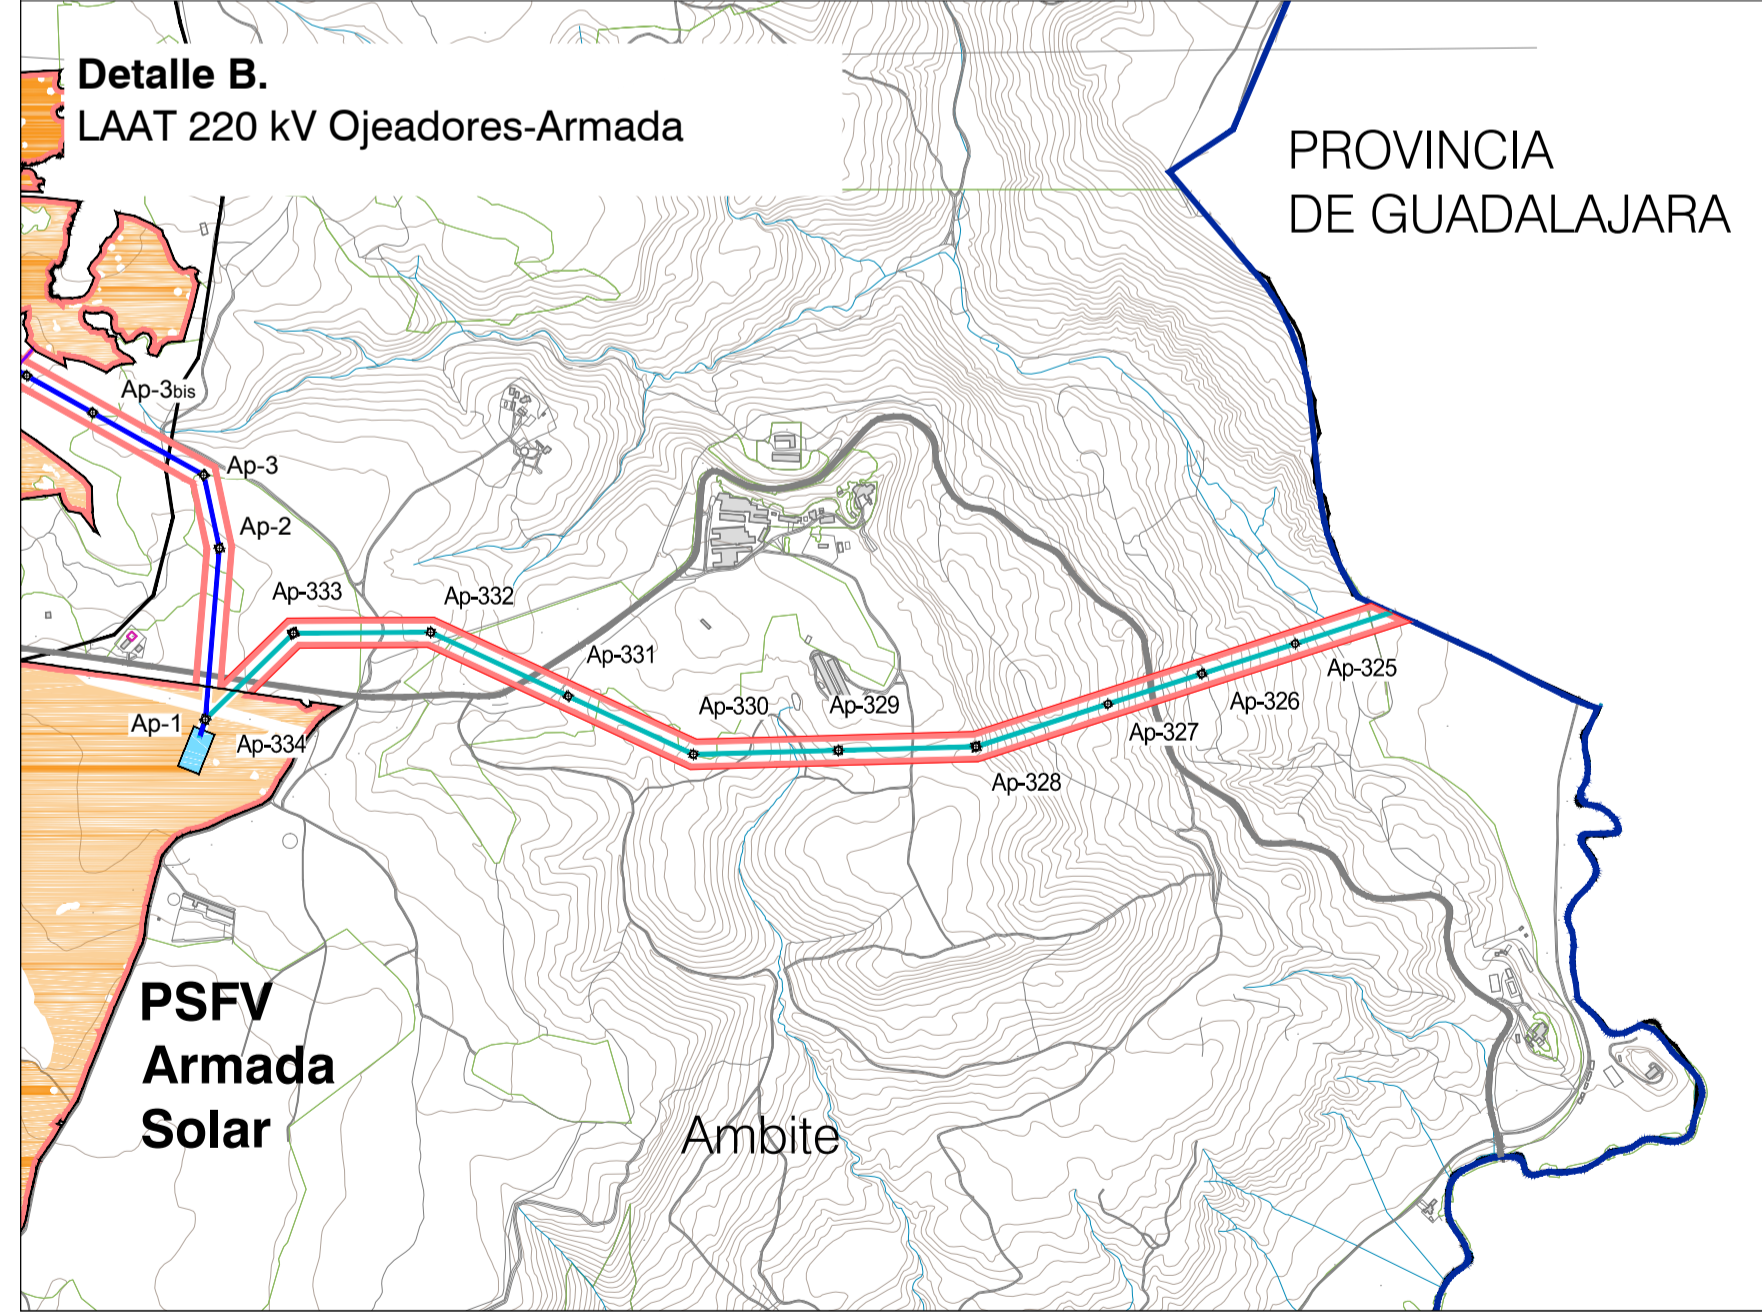 Detalle B.
LAAT 220 kV Ojeadores-Armada
PROVINCIA
DE GUADALAJARA
Ap-3bis
Ap-3
Ap-2
Ap-333
Ap-332
Ap-331
Ap-325
Ap-326
Ap-330
Ap-329
Ap-1
Ap-334
Ap-327
Ap-328
PSFV
Armada
Solar
Ambite